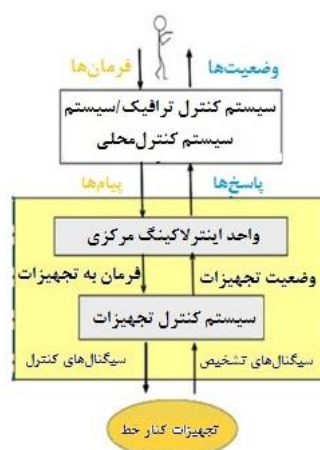 وضعیت‌ها
فرمان‌ها
سیستم کنترل ترافیک/سیستم
سیستم کنترل‌محلی
پاسخ‌ها
پیام‌ها
واحد اینترلاکینگ مرکزی
وضعیت تجهیزات
فرمان به تجهیزات
سیستم کنترل تجهیزات
سیگنال‌های تشخیص
سیگنال‌های کنترل
تجهیزات کنار خط